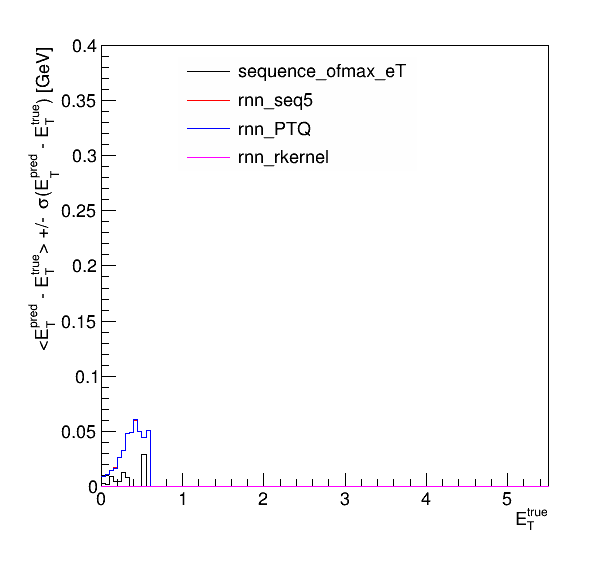 <E_T^pred - E_T^true> +/- σ(E_T^pred - E_T^true) [GeV]
0.4
0.35
0.3
0.25
0.2
0.15
0.1
0.05
0
sequence_ofmax_eT
rnn_seq5
rnn_PTQ
rnn_rkernel
0 1 2 3 4 5
E_T^true